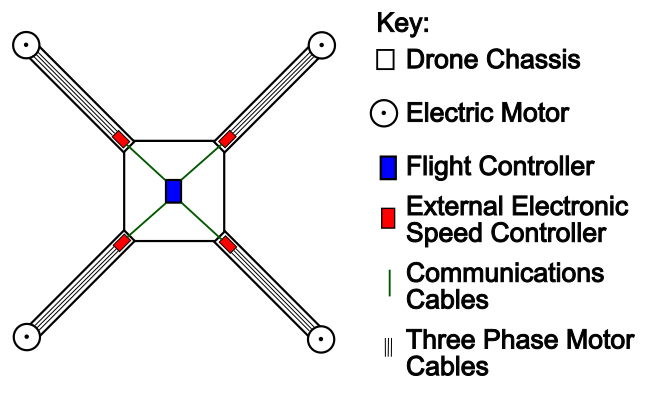 Key:
Drone Chassis
Electric Motor
Flight Controller
External Electronic
Speed Controller
Communications
Cables
Three Phase Motor
Cables